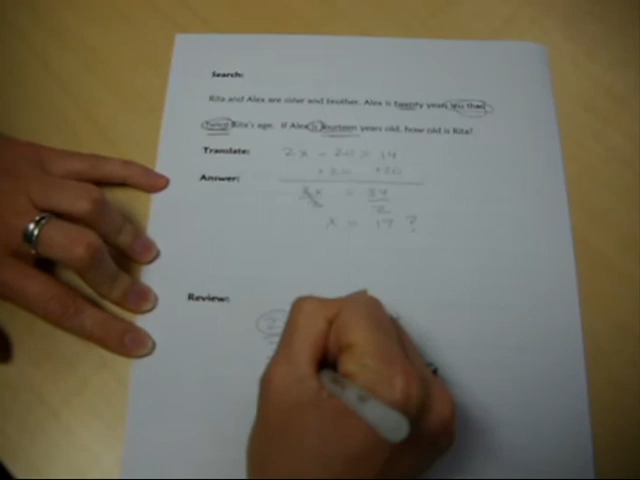 Search:
Rita and Alex are sister and brother. Alex is twenty years less than
twice Rita's age. If Alex is fourteen years old, how old is Rita?
Translate: 2x - 20 = 14
+20 +20
Answer:
2x = 34
2 2
x = 17 ?
Review:
2